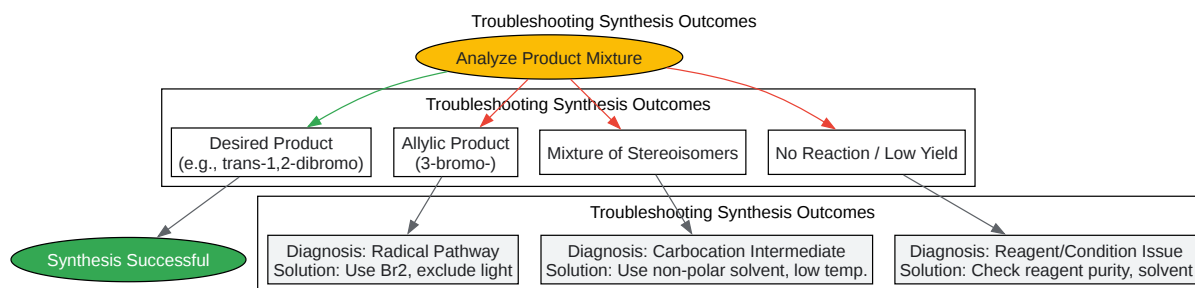 Troubleshooting Synthesis Outcomes
Analyze Product Mixture
Troubleshooting Synthesis Outcomes
Desired Product
(e.g., trans-1,2-dibromo)
Allylic Product
(3-bromo-)
Mixture of Stereoisomers
No Reaction / Low Yield
Troubleshooting Synthesis Outcomes
Synthesis Successful
Diagnosis: Radical Pathway
Solution: Use Br2, exclude light
Diagnosis: Carbocation Intermediate
Solution: Use non-polar solvent, low temp.
Diagnosis: Reagent/Condition Issue
Solution: Check reagent purity, solvent